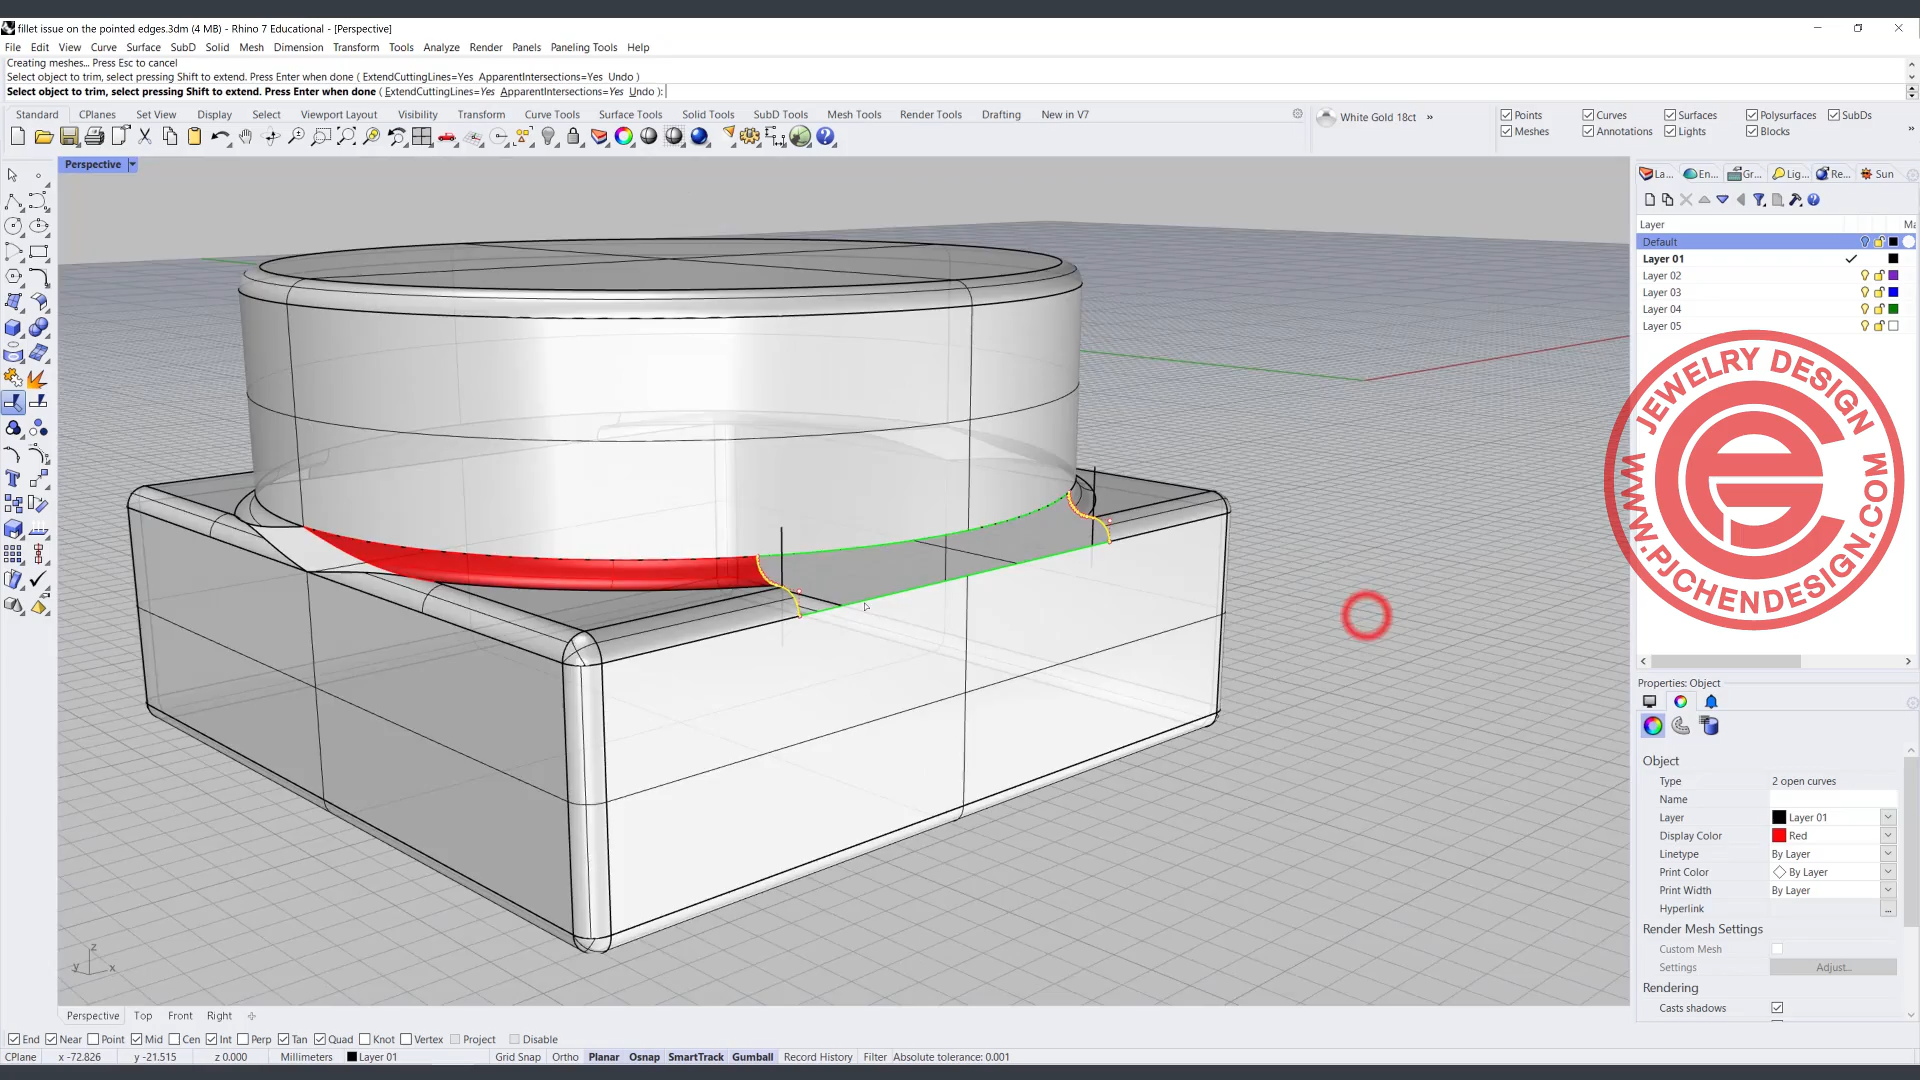 fillet issue on the pointed edges.3dm (4 MB) - Rhino 7 Educational - [Perspective]
File Edit View Curve Surface SubD Solid Mesh Dimension Transform Tools Analyze Render Panels Paneling Tools Help
Creating meshes... Press Esc to cancel
Select object to trim, select pressing Shift to extend. Press Enter when done ( ExtendCuttingLines=Yes ApparentIntersections=Yes Undo )
Select object to trim, select pressing Shift to extend. Press Enter when done ( ExtendCuttingLines=Yes ApparentIntersections=Yes Undo ):
Standard CPlanes Set View Display Select Viewport Layout Visibility Transform Curve Tools Surface Tools Solid Tools SubD Tools Mesh Tools Render Tools Drafting New in V7
White Gold 18ct »
Points Curves Surfaces Polysurfaces SubDs
Meshes Annotations Lights Blocks »
Perspective
La... En... Gr... Lig... Re... Sun
Layer Ma
Default
Layer 01
Layer 02
Layer 03
Layer 04
Layer 05
JEWELRY DESIGN
WWW.PJCHENDESIGN.COM
Properties: Object
Object
Type 2 open curves
Name
Layer Layer 01
Display Color Red
Linetype By Layer
Print Color By Layer
Print Width By Layer
Hyperlink ...
Render Mesh Settings
Custom Mesh
Settings Adjust...
Rendering
Casts shadows
z
y x
Perspective Top Front Right
End Near Point Mid Cen Int Perp Tan Quad Knot Vertex Project Disable
CPlane x -72.826 y -21.515 z 0.000 Millimeters Layer 01 Grid Snap Ortho Planar Osnap SmartTrack Gumball Record History Filter Absolute tolerance: 0.001